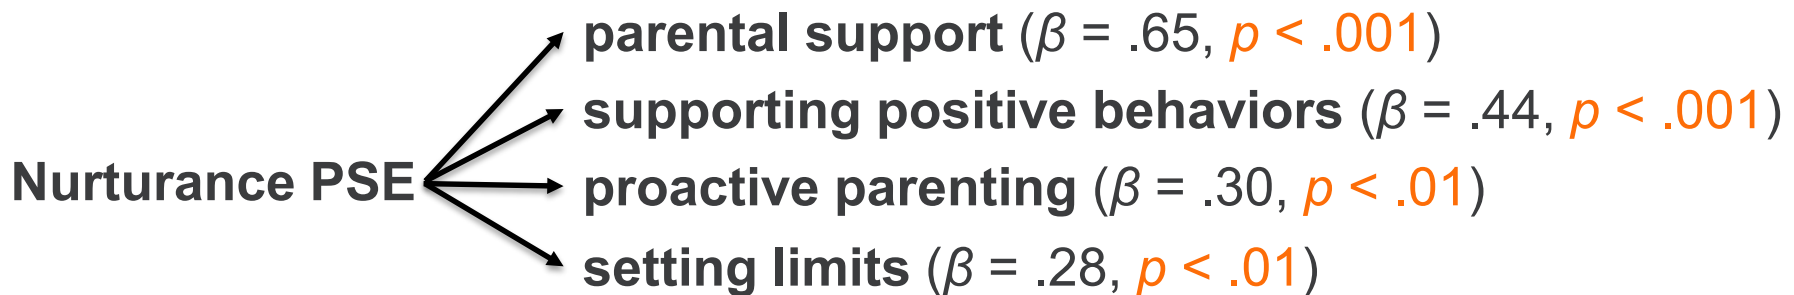 parental support (β = .65, p < .001)
supporting positive behaviors (β = .44, p < .001)
Nurturance PSE
proactive parenting (β = .30, p < .01)
setting limits (β = .28, p < .01)